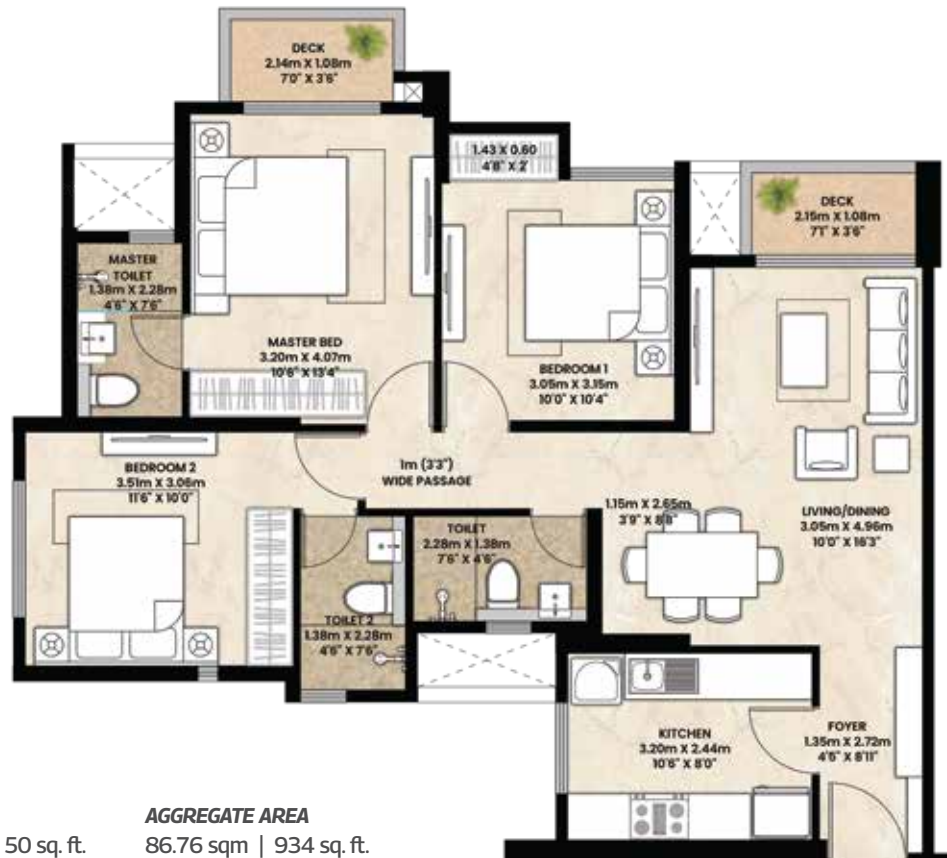 DECK
2.14m X 1.08m
7'0" X 3'6"
1.43 X 0.60
4'8" X 2'
DECK
2.15m X 1.08m
7'1" X 3'6"
MASTER
TOILET
1.38m X 2.28m
4'6" X 7'6"
MASTER BED
3.20m X 4.07m
10'6" X 13'4"
BEDROOM 1
3.05m X 3.15m
10'0" X 10'4"
BEDROOM 2
3.51m X 3.06m
11'6" X 10'0"
1m (3'3")
WIDE PASSAGE
1.15m X 2.65m
3'9" X 8'8"
LIVING/DINING
3.05m X 4.96m
10'0" X 16'3"
TOILET
2.28m X 1.38m
7'6" X 4'6"
TOILET 2
1.38m X 2.28m
4'6" X 7'6"
KITCHEN
3.20m X 2.44m
10'6" X 8'0"
FOYER
1.35m X 2.72m
4'5" X 8'11"
AGGREGATE AREA
50 sq. ft. 86.76 sqm | 934 sq. ft.